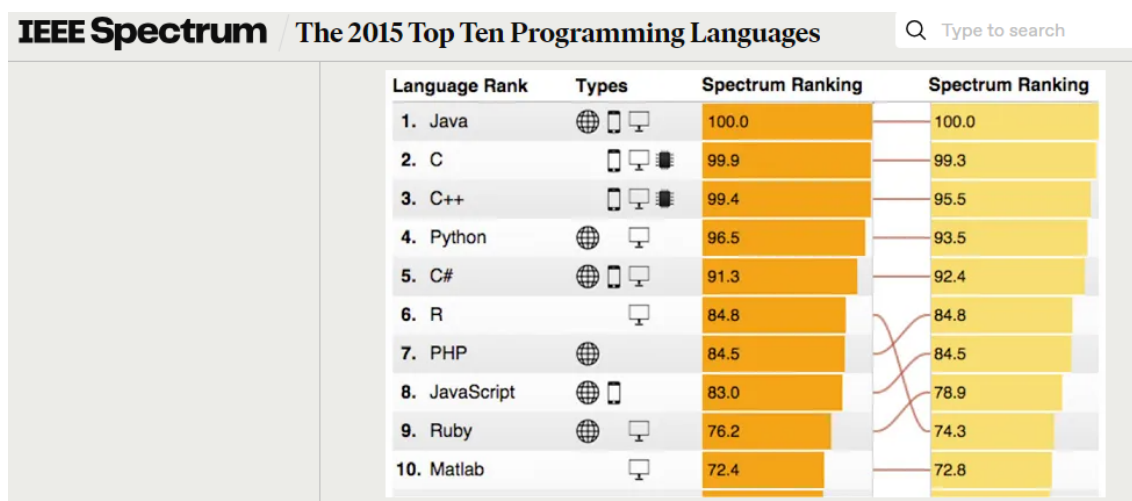 IEEE Spectrum / The 2015 Top Ten Programming Languages Type to search
Language Rank Types Spectrum Ranking Spectrum Ranking
1. Java 100.0 100.0
2. C 99.9 99.3
3. C++ 99.4 95.5
4. Python 96.5 93.5
5. C# 91.3 92.4
6. R 84.8 84.8
7. PHP 84.5 84.5
8. JavaScript 83.0 78.9
9. Ruby 76.2 74.3
10. Matlab 72.4 72.8